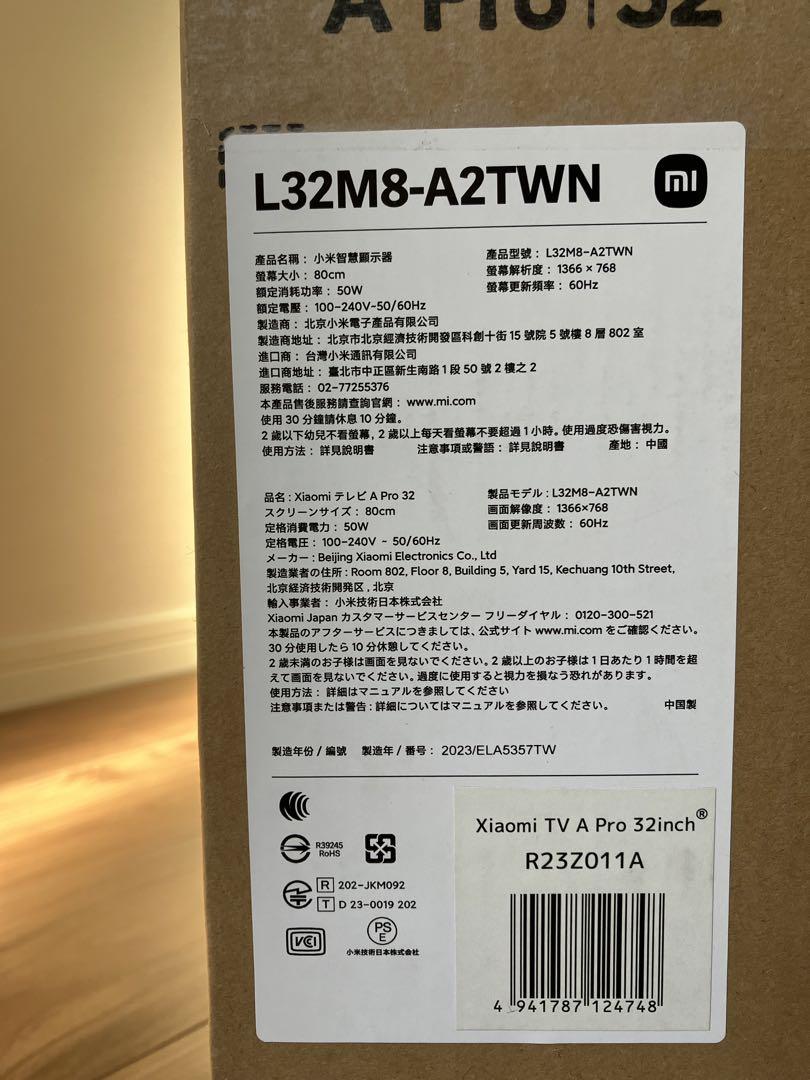 A Pro 32
L32M8-A2TWN
產品名稱：小米智慧顯示器
產品型號：L32M8-A2TWN
螢幕大小：80cm
螢幕解析度：1366 × 768
額定消耗功率：50W
螢幕更新頻率：60Hz
額定電壓：100-240V~50/60Hz
製造商：北京小米電子產品有限公司
製造商地址：北京市北京經濟技術開發區科創十街15號院5號樓8層802室
進口商：台灣小米通訊有限公司
進口商地址：臺北市中正區新生南路1段50號2樓之2
服務電話：02-77255376
本產品售後服務請查詢官網：www.mi.com
使用30分鐘請休息10分鐘。
2歲以下幼兒不看螢幕，2歲以上每天看螢幕不要超過1小時。使用過度恐傷害視力。
使用方法：詳見說明書 注意事項或警語：詳見說明書 產地：中國
品名：Xiaomi テレビ A Pro 32
製品モデル：L32M8-A2TWN
スクリーンサイズ：80cm
画面解像度：1366×768
定格消費電力：50W
画面更新周波数：60Hz
定格電圧：100-240V ~ 50/60Hz
メーカー：Beijing Xiaomi Electronics Co., Ltd
製造業者の住所：Room 802, Floor 8, Building 5, Yard 15, Kechuang 10th Street,
北京経済技術開発区，北京
輸入事業者：小米技術日本株式会社
Xiaomi Japan カスタマーサービスセンター フリーダイヤル：0120-300-521
本製品のアフターサービスにつきましては、公式サイト www.mi.com をご確認ください。
30分使用したら10分休憩してください。
2歳未満のお子様は画面を見ないでください。2歳以上のお子様は1日あたり1時間を超
えて画面を見ないでください。過度に使用すると視力を損なう恐れがあります。
使用方法：詳細はマニュアルを参照してください
注意事項または警告：詳細についてはマニュアルを参照してください。 中国製
製造年份 / 編號 製造年 / 番号：2023/ELA5357TW
R39245
RoHS
R 202-JKM092
T D 23-0019 202
VCCI
PS
E
小米技術日本株式会社
Xiaomi TV A Pro 32inch®
R23Z011A
4 941787 124748